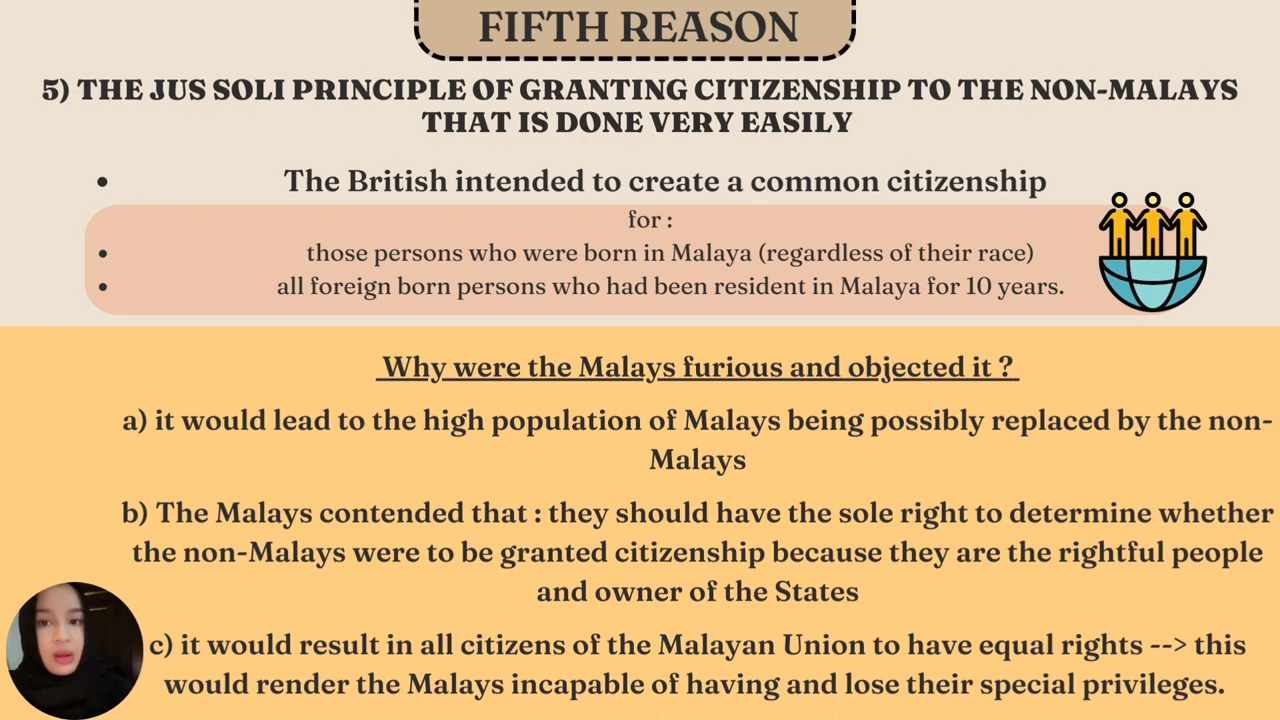 FIFTH REASON
5) THE JUS SOLI PRINCIPLE OF GRANTING CITIZENSHIP TO THE NON-MALAYS
THAT IS DONE VERY EASILY
• The British intended to create a common citizenship
for :
• those persons who were born in Malaya (regardless of their race)
• all foreign born persons who had been resident in Malaya for 10 years.
Why were the Malays furious and objected it ?
a) it would lead to the high population of Malays being possibly replaced by the non-
Malays
b) The Malays contended that : they should have the sole right to determine whether
the non-Malays were to be granted citizenship because they are the rightful people
and owner of the States
c) it would result in all citizens of the Malayan Union to have equal rights --> this
would render the Malays incapable of having and lose their special privileges.